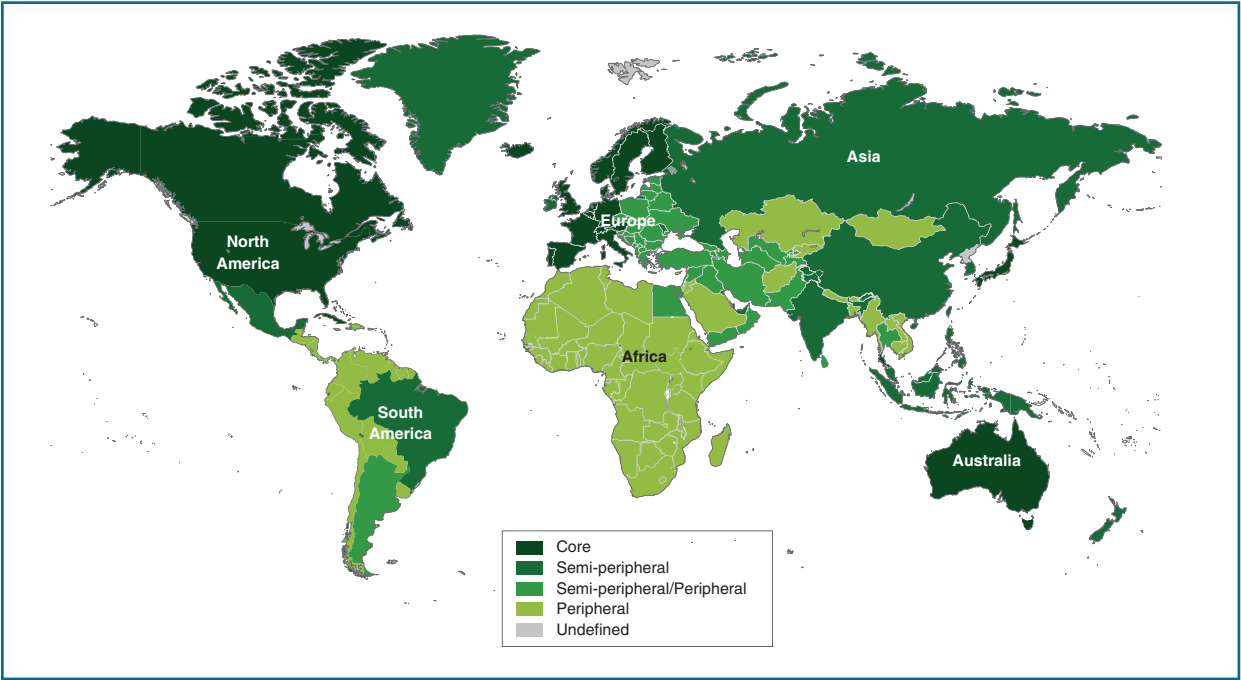 Asia
Europe
North
America
Africa
South
America
Australia
Core
Semi-peripheral
Semi-peripheral/Peripheral
Peripheral
Undefined